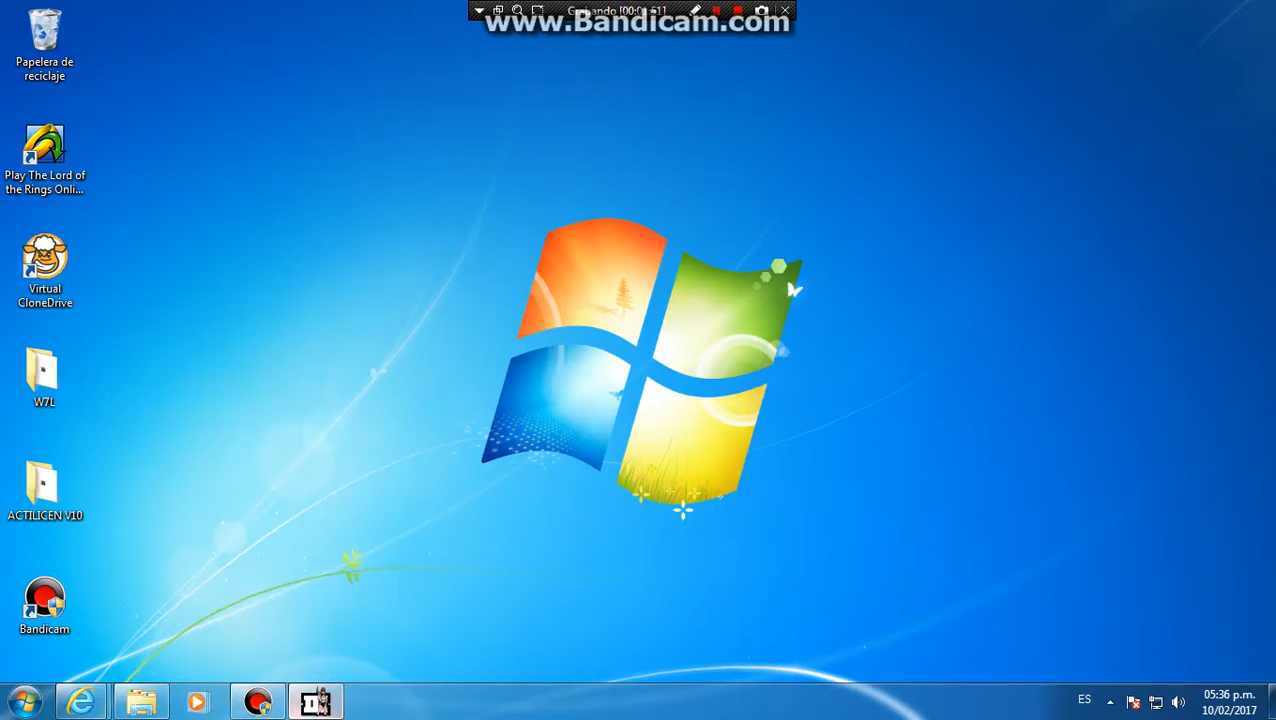 www.Bandicam.com
Papelera de
reciclaje
Play The Lord of
the Rings Onli...
Virtual
CloneDrive
W7L
ACTILICEN V10
Bandicam
ES
05:36 p.m.
10/02/2017